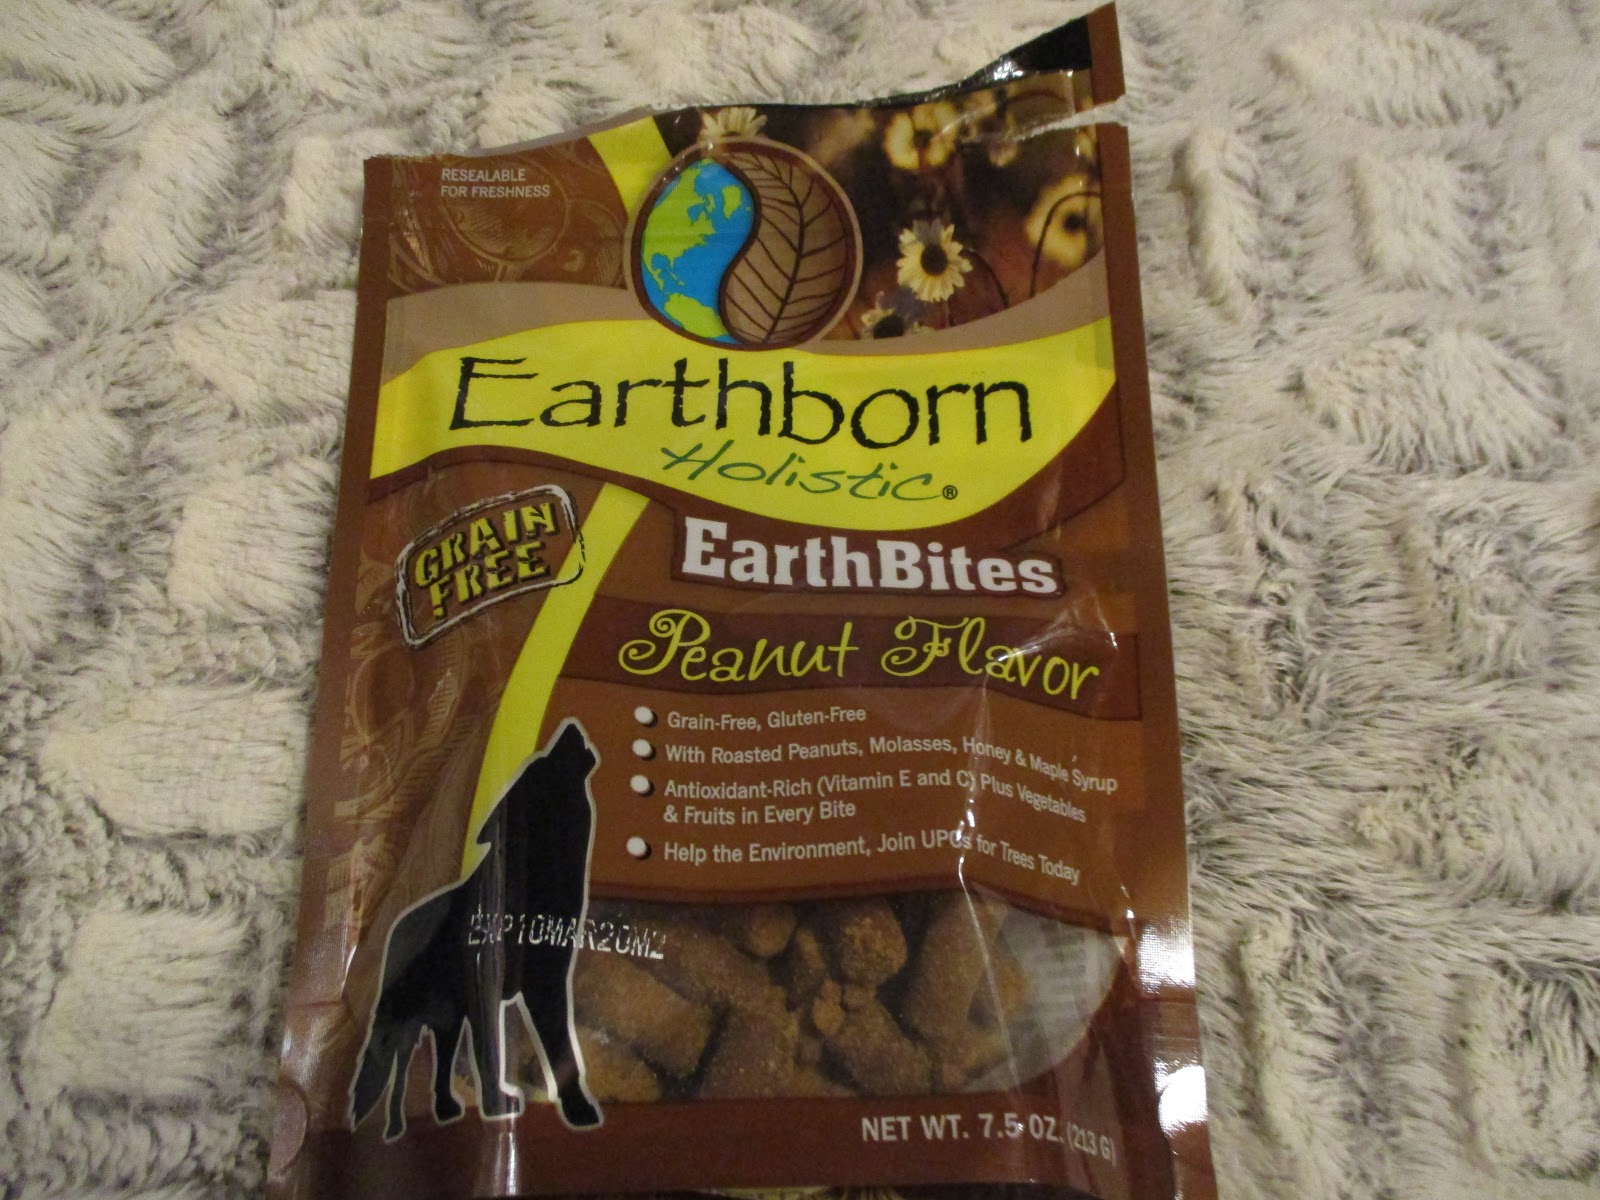 RESEALABLE
FOR FRESHNESS
Earthborn
Holistic®
GRAIN
FREE
EarthBites
Peanut Flavor
Grain-Free, Gluten-Free
With Roasted Peanuts, Molasses, Honey & Maple Syrup
Antioxidant-Rich (Vitamin E and C) Plus Vegetables
& Fruits in Every Bite
Help the Environment, Join UPCs for Trees Today
EXP10MAR20M2
NET WT. 7.5 OZ. (213 G)